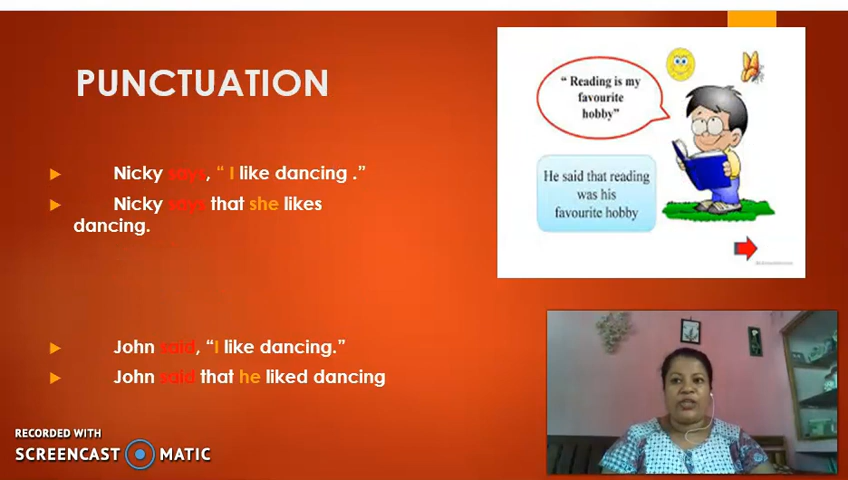 PUNCTUATION
Nicky says, “ I like dancing .”
Nicky says that she likes
dancing.
John said, “I like dancing.”
John said that he liked dancing
“ Reading is my
favourite
hobby”
He said that reading
was his
favourite hobby
RECORDED WITH
SCREENCAST MATIC